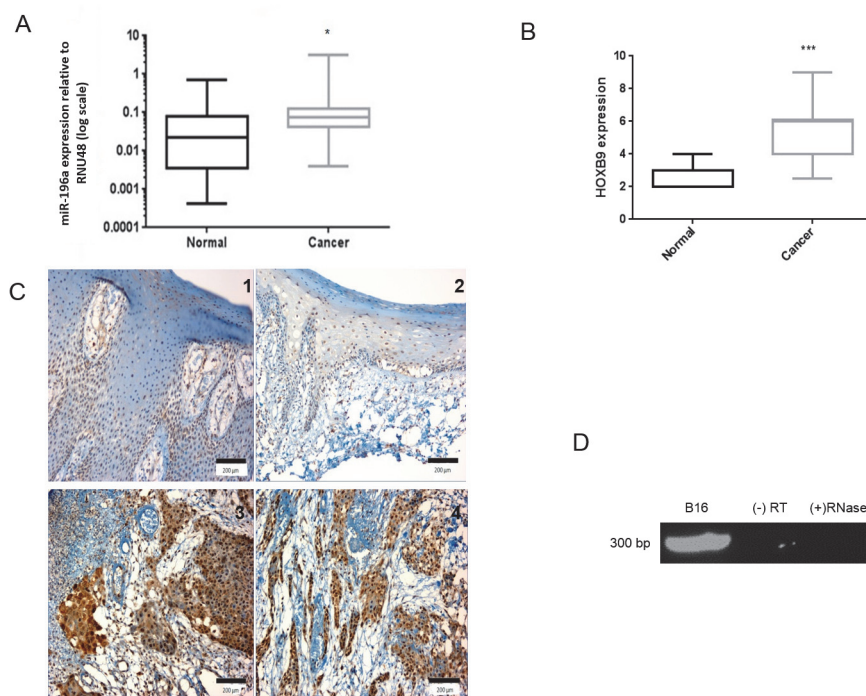 A
miR-196a expression relative to
RNU48 (log scale)
10
1
0.1
0.01
0.001
0.0001
*
Normal
Cancer
B
HOXB9 expression
10
8
6
4
2
0
***
Normal
Cancer
C
1
200 µm
2
200 µm
3
200 µm
4
200 µm
D
B16
(-) RT
(+)RNase
300 bp